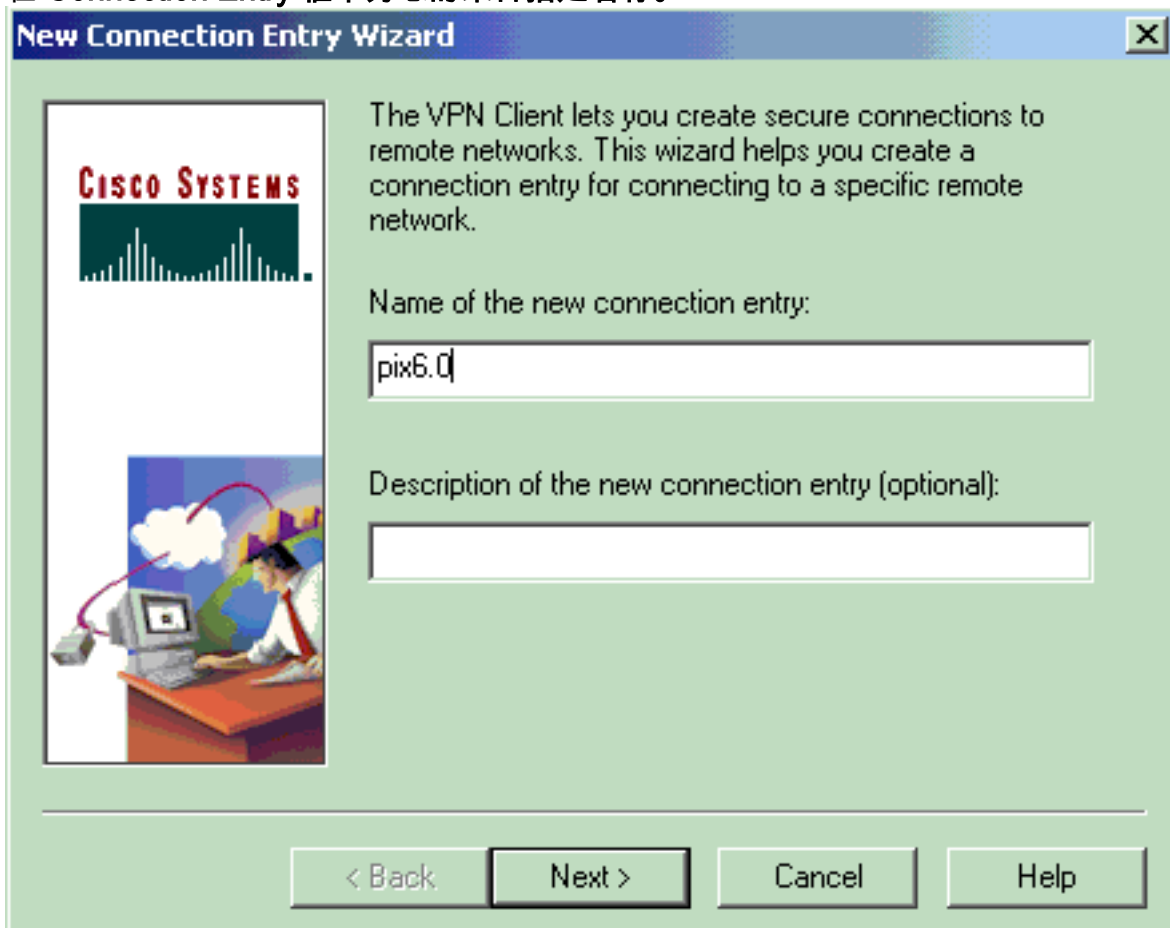 New Connection Entry Wizard
CISCO SYSTEMS
The VPN Client lets you create secure connections to
remote networks. This wizard helps you create a
connection entry for connecting to a specific remote
network.
Name of the new connection entry:
pix6.0
Description of the new connection entry (optional):
< Back
Next >
Cancel
Help